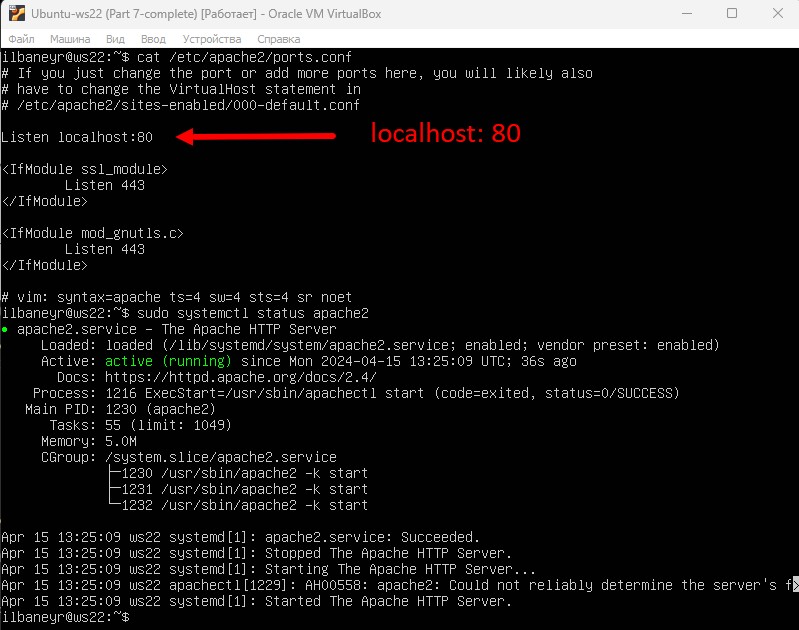 Ubuntu-ws22 (Part 7-complete) [Работает] - Oracle VM VirtualBox
Файл Машина Вид Ввод Устройства Справка
ilbaneyr@ws22:~$ cat /etc/apache2/ports.conf
# If you just change the port or add more ports here, you will likely also
# have to change the VirtualHost statement in
# /etc/apache2/sites-enabled/000-default.conf
Listen localhost:80
localhost: 80
<IfModule ssl_module>
Listen 443
</IfModule>
<IfModule mod_gnutls.c>
Listen 443
</IfModule>
# vim: syntax=apache ts=4 sw=4 sts=4 sr noet
ilbaneyr@ws22:~$ sudo systemctl status apache2
● apache2.service - The Apache HTTP Server
Loaded: loaded (/lib/systemd/system/apache2.service; enabled; vendor preset: enabled)
Active: active (running) since Mon 2024-04-15 13:25:09 UTC; 36s ago
Docs: https://httpd.apache.org/docs/2.4/
Process: 1216 ExecStart=/usr/sbin/apachectl start (code=exited, status=0/SUCCESS)
Main PID: 1230 (apache2)
Tasks: 55 (limit: 1049)
Memory: 5.0M
CGroup: /system.slice/apache2.service
├─1230 /usr/sbin/apache2 -k start
├─1231 /usr/sbin/apache2 -k start
└─1232 /usr/sbin/apache2 -k start
Apr 15 13:25:09 ws22 systemd[1]: apache2.service: Succeeded.
Apr 15 13:25:09 ws22 systemd[1]: Stopped The Apache HTTP Server.
Apr 15 13:25:09 ws22 systemd[1]: Starting The Apache HTTP Server...
Apr 15 13:25:09 ws22 apachectl[1229]: AH00558: apache2: Could not reliably determine the server's f>
Apr 15 13:25:09 ws22 systemd[1]: Started The Apache HTTP Server.
ilbaneyr@ws22:~$